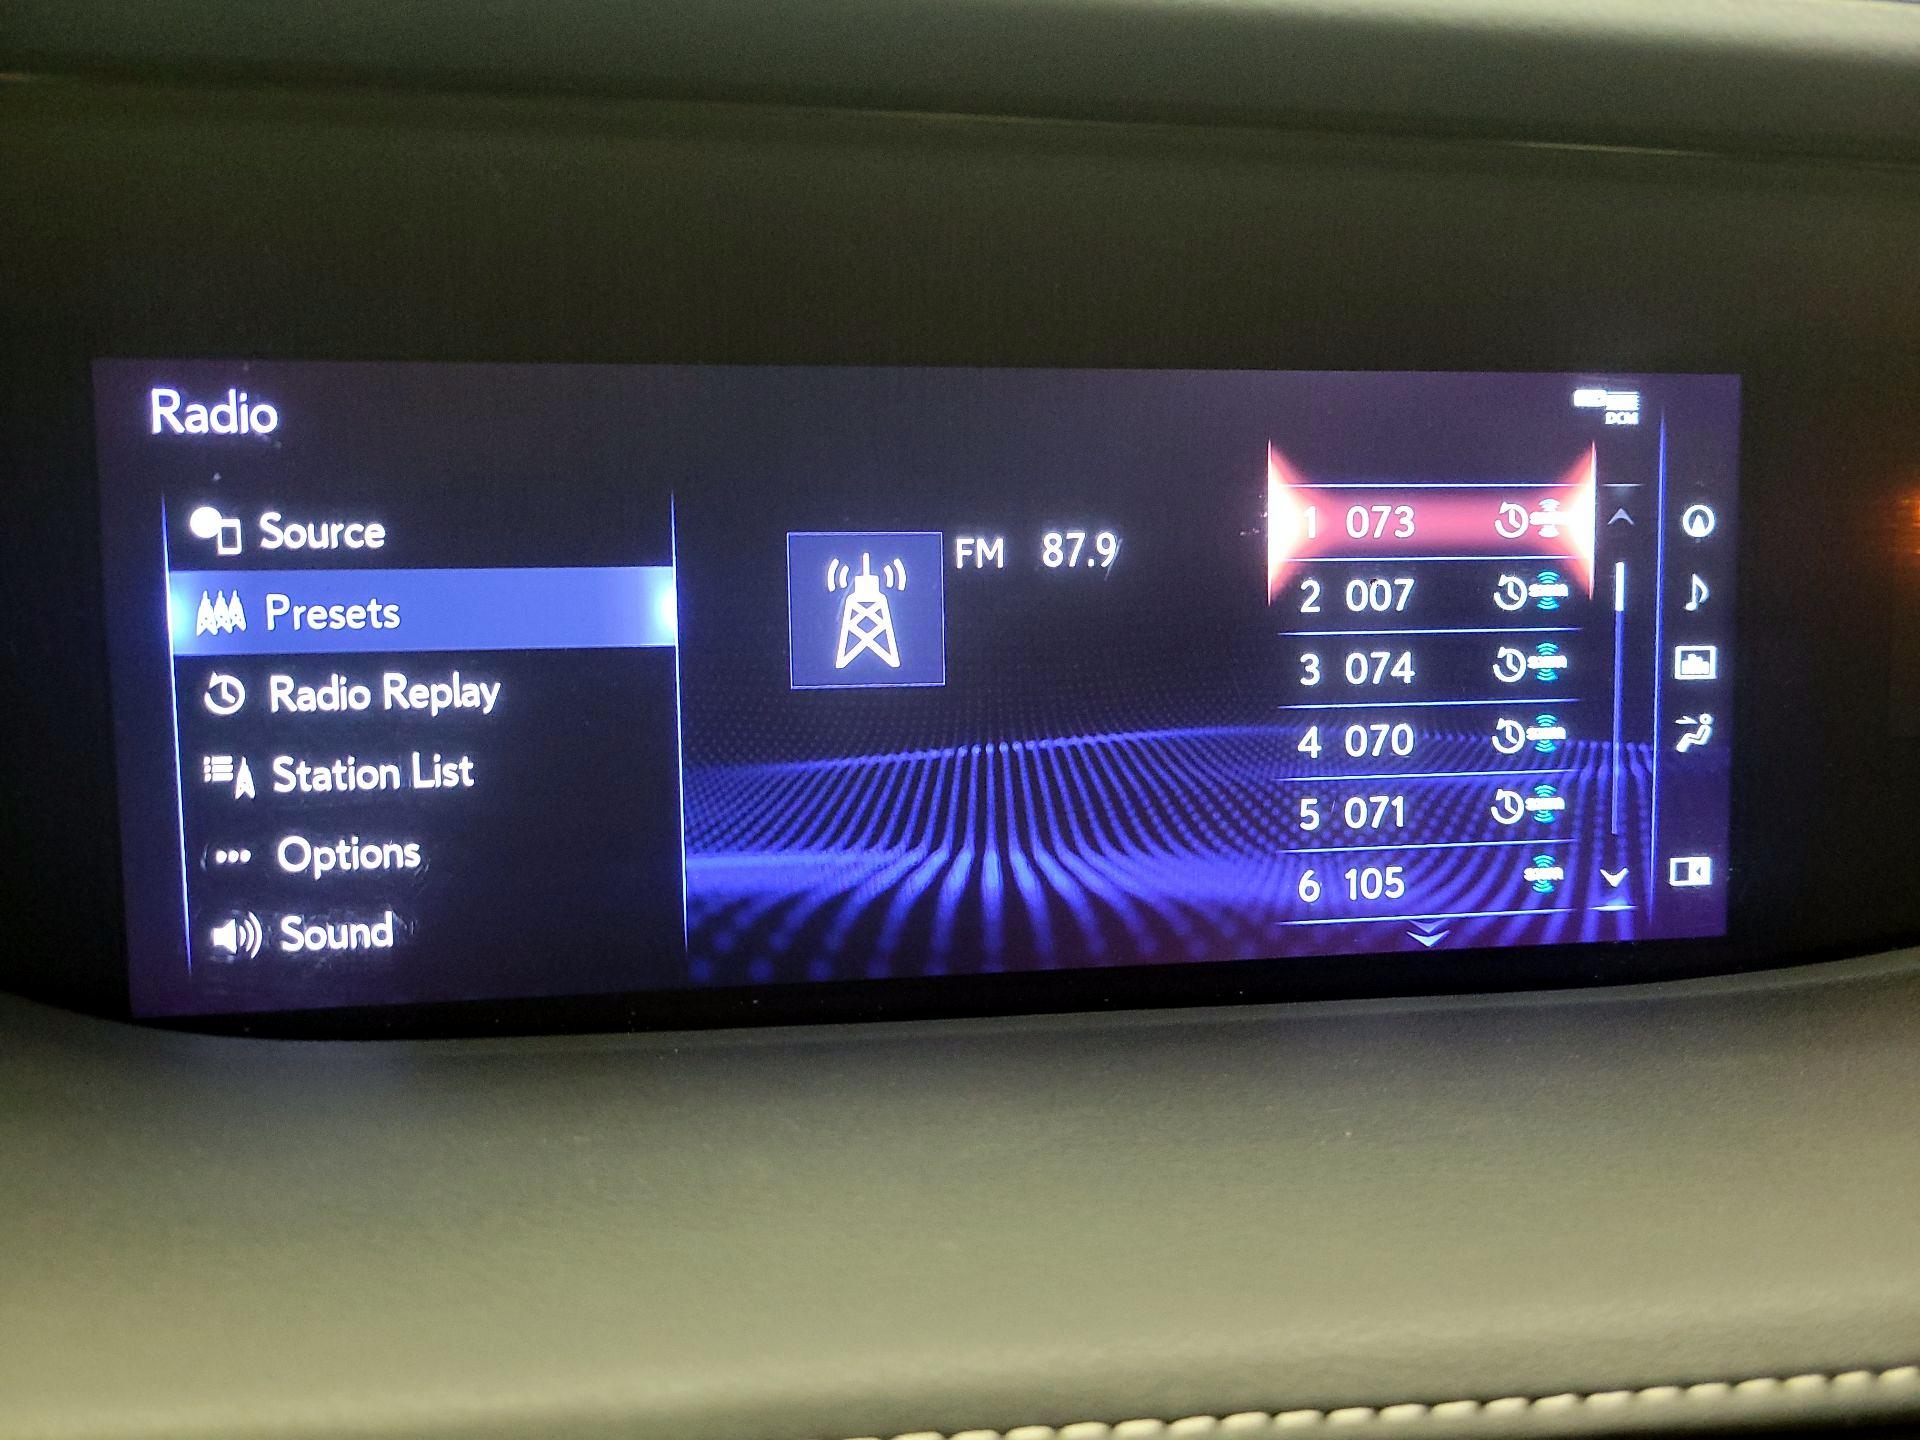 Radio
DCM
Source
Presets
Radio Replay
Station List
Options
Sound
FM 87.9
1 073
2 007
3 074
4 070
5 071
6 105